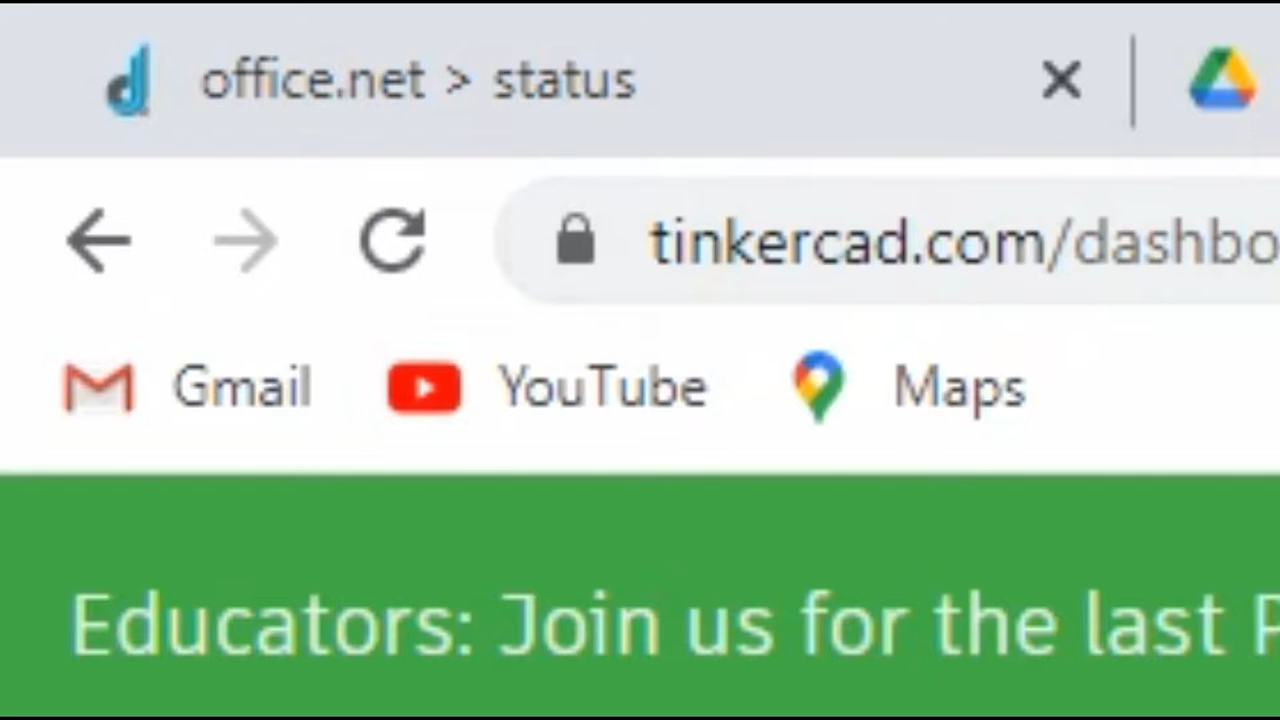 office.net > status
tinkercad.com/dashbo
Gmail YouTube Maps
Educators: Join us for the last P